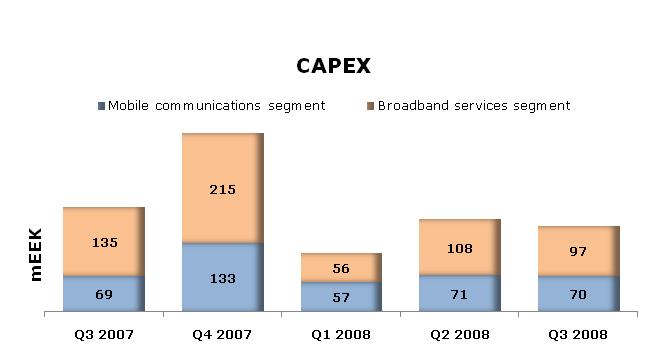 CAPEX
Mobile communications segment Broadband services segment
mEEK
135 215 56 108 97
69 133 57 71 70
Q3 2007 Q4 2007 Q1 2008 Q2 2008 Q3 2008